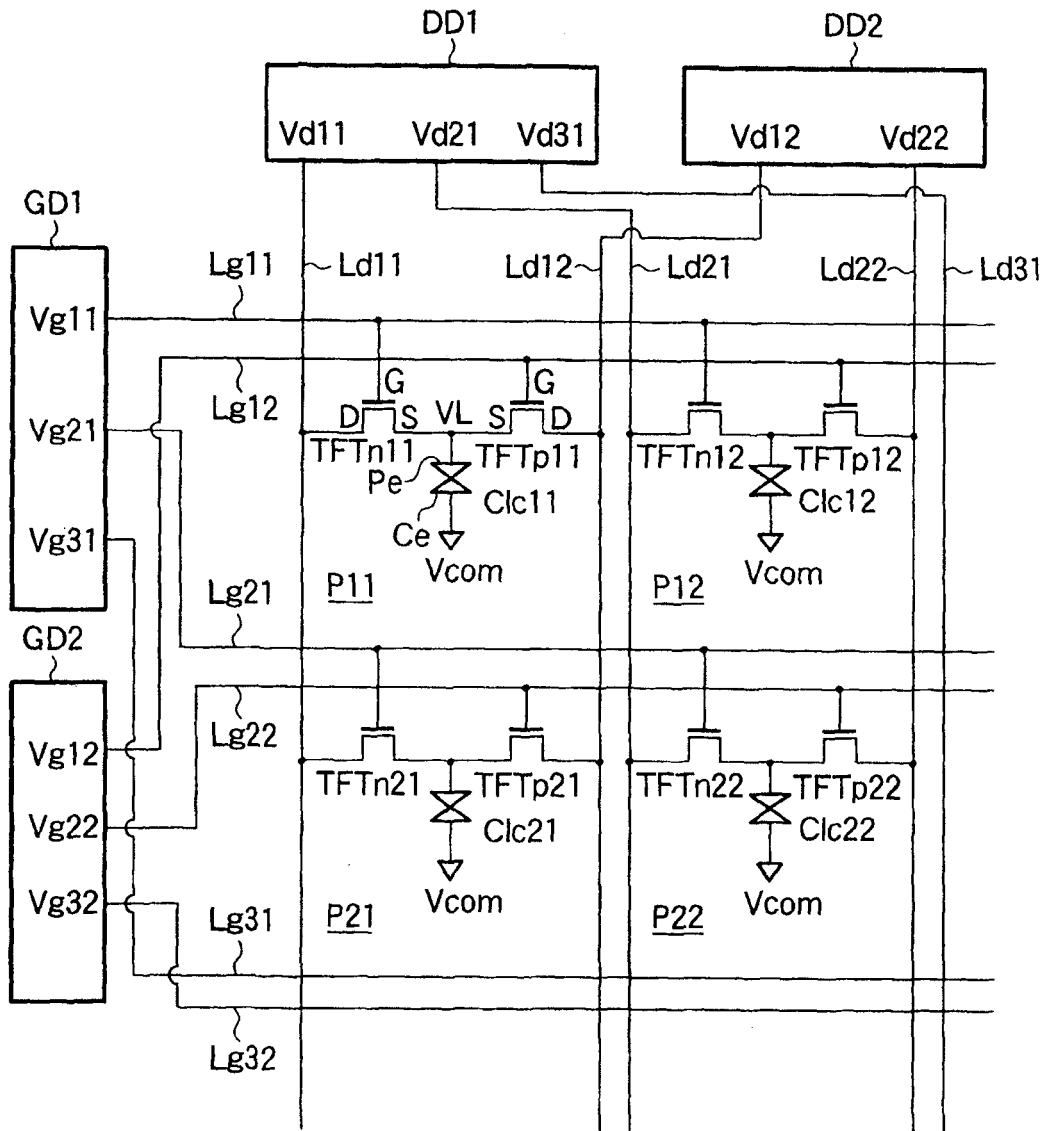 DD1
DD2
Vd11 Vd21 Vd31
Vd12 Vd22
GD1
Lg11
Ld11
Ld12
Ld21
Ld22
Ld31
Vg11
Lg12
G
G
D S VL S D
TFTn11
TFTp11
TFTn12
TFTp12
Pe
Clc11
Clc12
Ce
Vcom
Vcom
Vg21
Vg31
P11
P12
Lg21
GD2
Lg22
Vg12
TFTn21
TFTp21
TFTn22
TFTp22
Clc21
Clc22
Vg22
Vcom
Vcom
Vg32
Lg31
P21
P22
Lg32